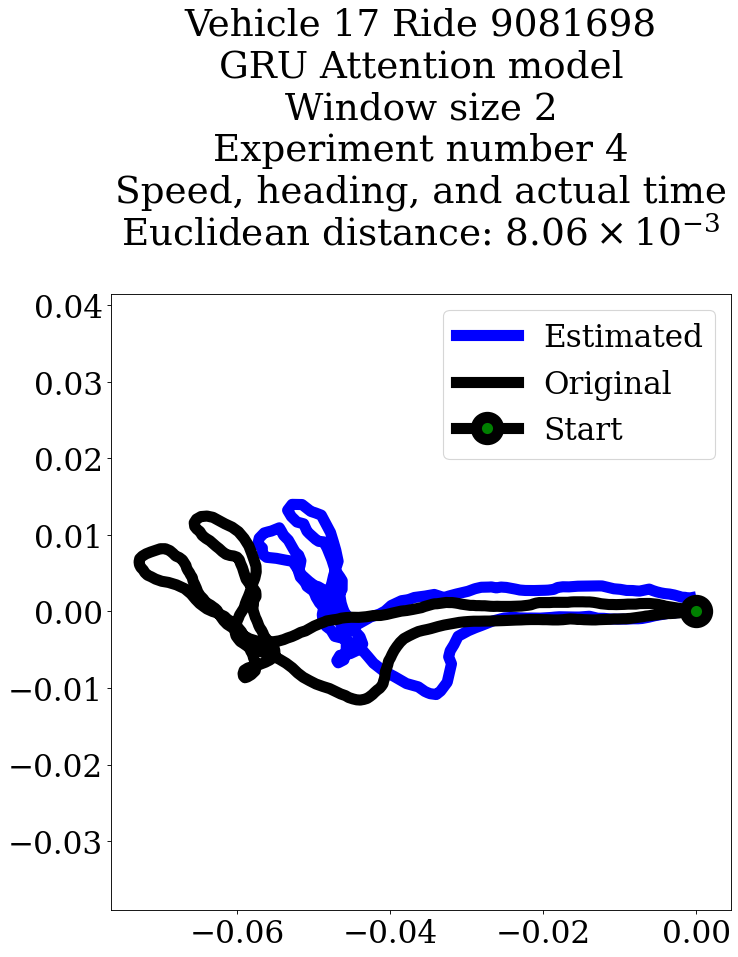 Vehicle 17 Ride 9081698
GRU Attention model
Window size 2
Experiment number 4
Speed, heading, and actual time
Euclidean distance: 8.06 × 10⁻³
Estimated
Original
Start
0.04
0.03
0.02
0.01
0.00
−0.01
−0.02
−0.03
−0.06
−0.04
−0.02
0.00